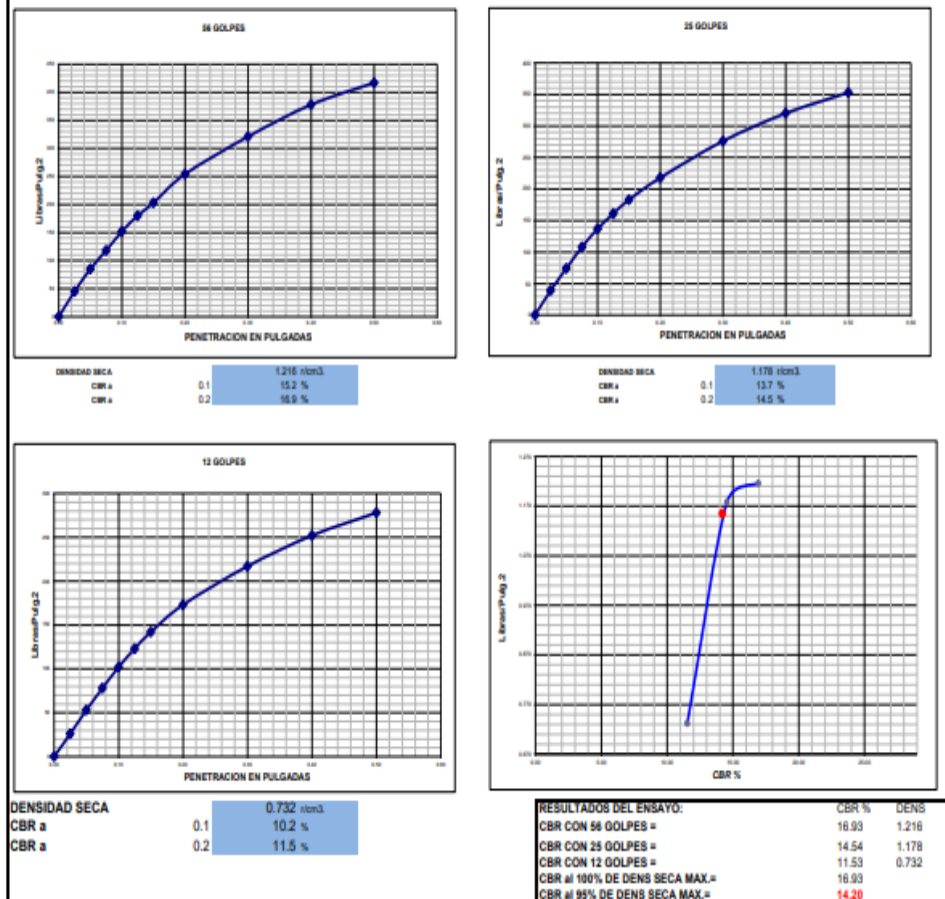 56 GOLPES
Libras/Pulg.2
PENETRACION EN PULGADAS
DENSIDAD SECA 1.216 r/cm3.
CBR a 0.1 15.2 %
CBR a 0.2 16.9 %
25 GOLPES
Libras/Pulg.2
PENETRACION EN PULGADAS
DENSIDAD SECA 1.178 r/cm3.
CBR a 0.1 13.7 %
CBR a 0.2 14.5 %
12 GOLPES
Libras/Pulg.2
PENETRACION EN PULGADAS
DENSIDAD SECA 0.732 r/cm3.
CBR a 0.1 10.2 %
CBR a 0.2 11.5 %
Libras/Pulg.2
CBR %
RESULTADOS DEL ENSAYO: CBR % DENS
CBR CON 56 GOLPES = 16.93 1.216
CBR CON 25 GOLPES = 14.54 1.178
CBR CON 12 GOLPES = 11.53 0.732
CBR al 100% DE DENS SECA MAX.= 16.93
CBR al 95% DE DENS SECA MAX.= 14.20